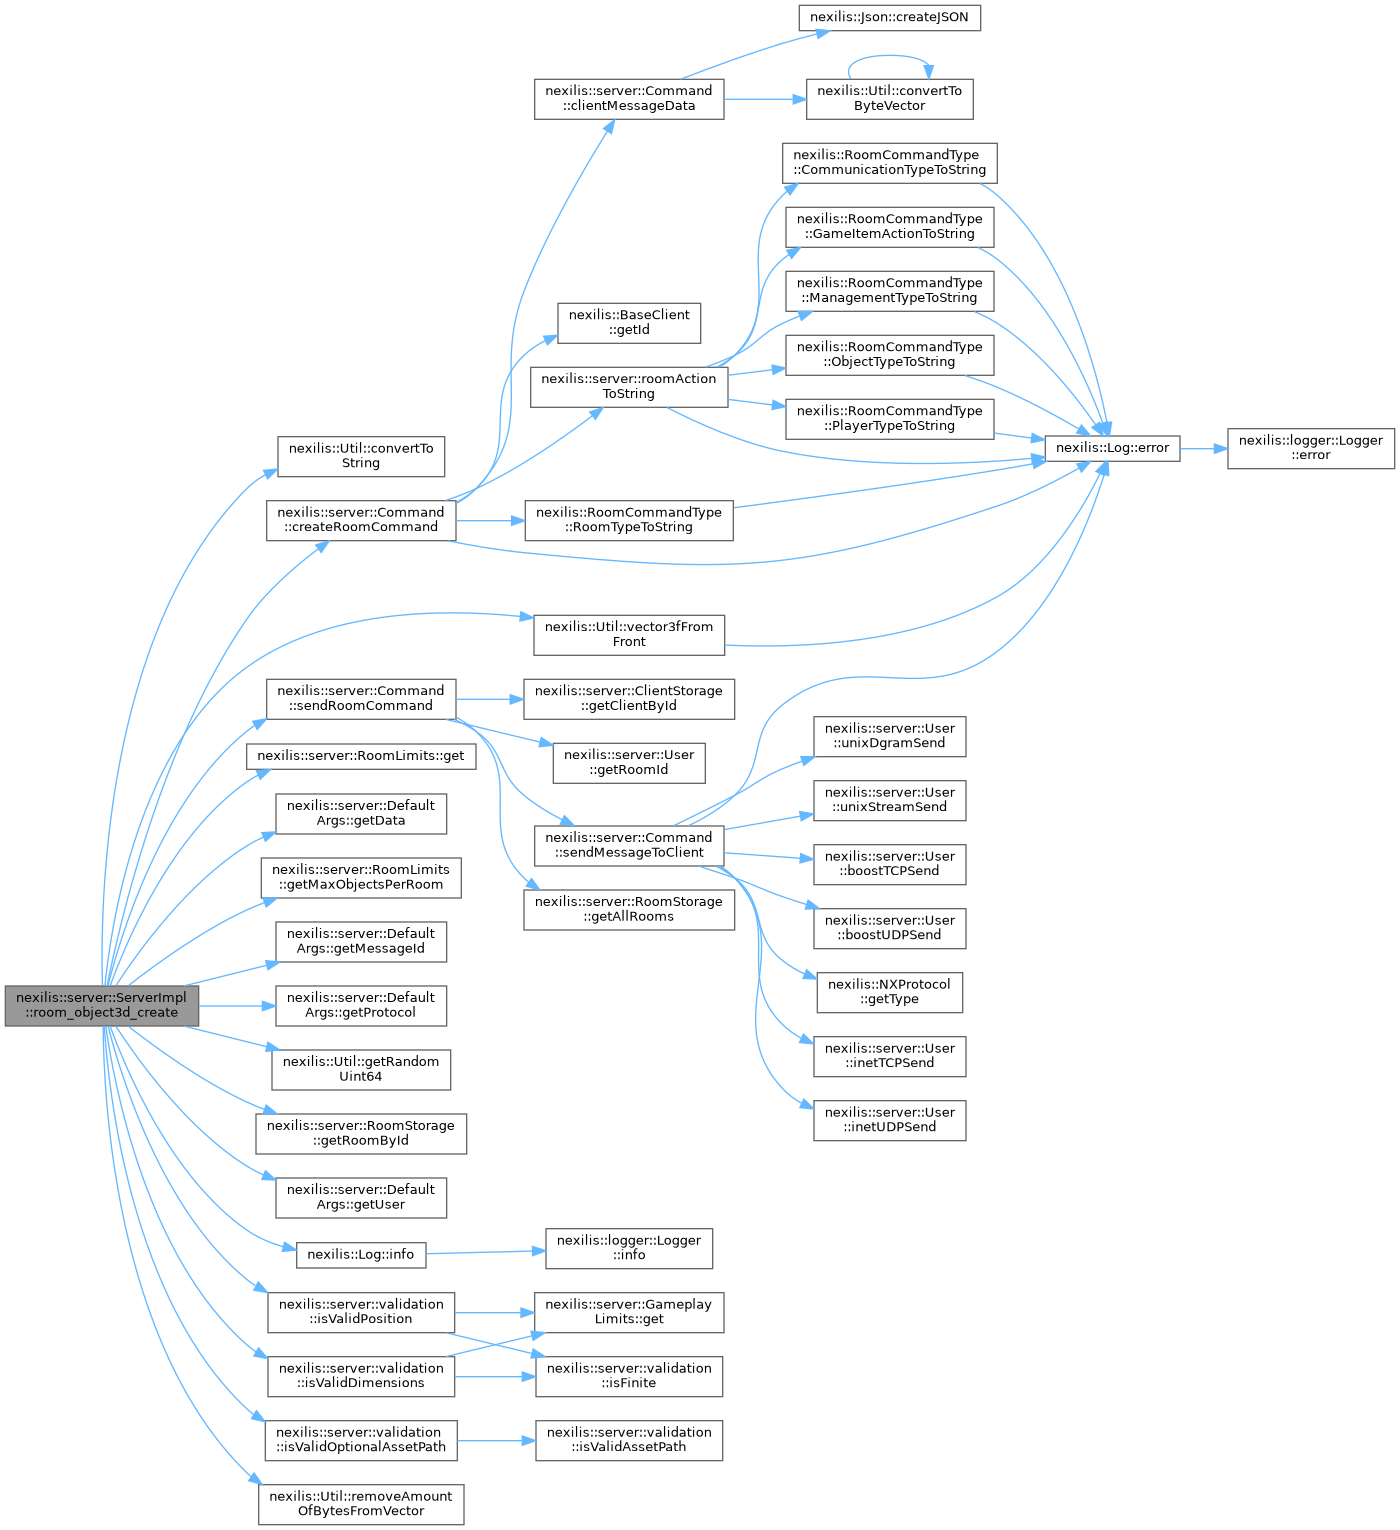 nexilis::Json::createJSON
nexilis::server::Command
::clientMessageData
nexilis::Util::convertTo
ByteVector
nexilis::RoomCommandType
::CommunicationTypeToString
nexilis::RoomCommandType
::GameItemActionToString
nexilis::RoomCommandType
::ManagementTypeToString
nexilis::BaseClient
::getId
nexilis::RoomCommandType
::ObjectTypeToString
nexilis::server::roomAction
ToString
nexilis::RoomCommandType
::PlayerTypeToString
nexilis::Log::error
nexilis::logger::Logger
::error
nexilis::Util::convertTo
String
nexilis::server::Command
::createRoomCommand
nexilis::RoomCommandType
::RoomTypeToString
nexilis::Util::vector3fFrom
Front
nexilis::server::Command
::sendRoomCommand
nexilis::server::ClientStorage
::getClientById
nexilis::server::User
::unixDgramSend
nexilis::server::RoomLimits::get
nexilis::server::User
::getRoomId
nexilis::server::User
::unixStreamSend
nexilis::server::Default
Args::getData
nexilis::server::Command
::sendMessageToClient
nexilis::server::User
::boostTCPSend
nexilis::server::RoomLimits
::getMaxObjectsPerRoom
nexilis::server::RoomStorage
::getAllRooms
nexilis::server::User
::boostUDPSend
nexilis::server::Default
Args::getMessageId
nexilis::NXProtocol
::getType
nexilis::server::ServerImpl
::room_object3d_create
nexilis::server::Default
Args::getProtocol
nexilis::server::User
::inetTCPSend
nexilis::Util::getRandom
Uint64
nexilis::server::User
::inetUDPSend
nexilis::server::RoomStorage
::getRoomById
nexilis::server::Default
Args::getUser
nexilis::Log::info
nexilis::logger::Logger
::info
nexilis::server::validation
::isValidPosition
nexilis::server::Gameplay
Limits::get
nexilis::server::validation
::isValidDimensions
nexilis::server::validation
::isFinite
nexilis::server::validation
::isValidOptionalAssetPath
nexilis::server::validation
::isValidAssetPath
nexilis::Util::removeAmount
OfBytesFromVector